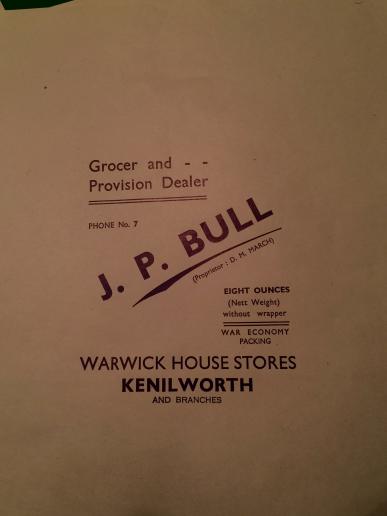 Grocer and - -
Provision Dealer
PHONE No. 7
J. P. BULL
(Proprietor : D. M. MARCH)
EIGHT OUNCES
(Nett Weight)
without wrapper
WAR ECONOMY
PACKING
WARWICK HOUSE STORES
KENILWORTH
AND BRANCHES